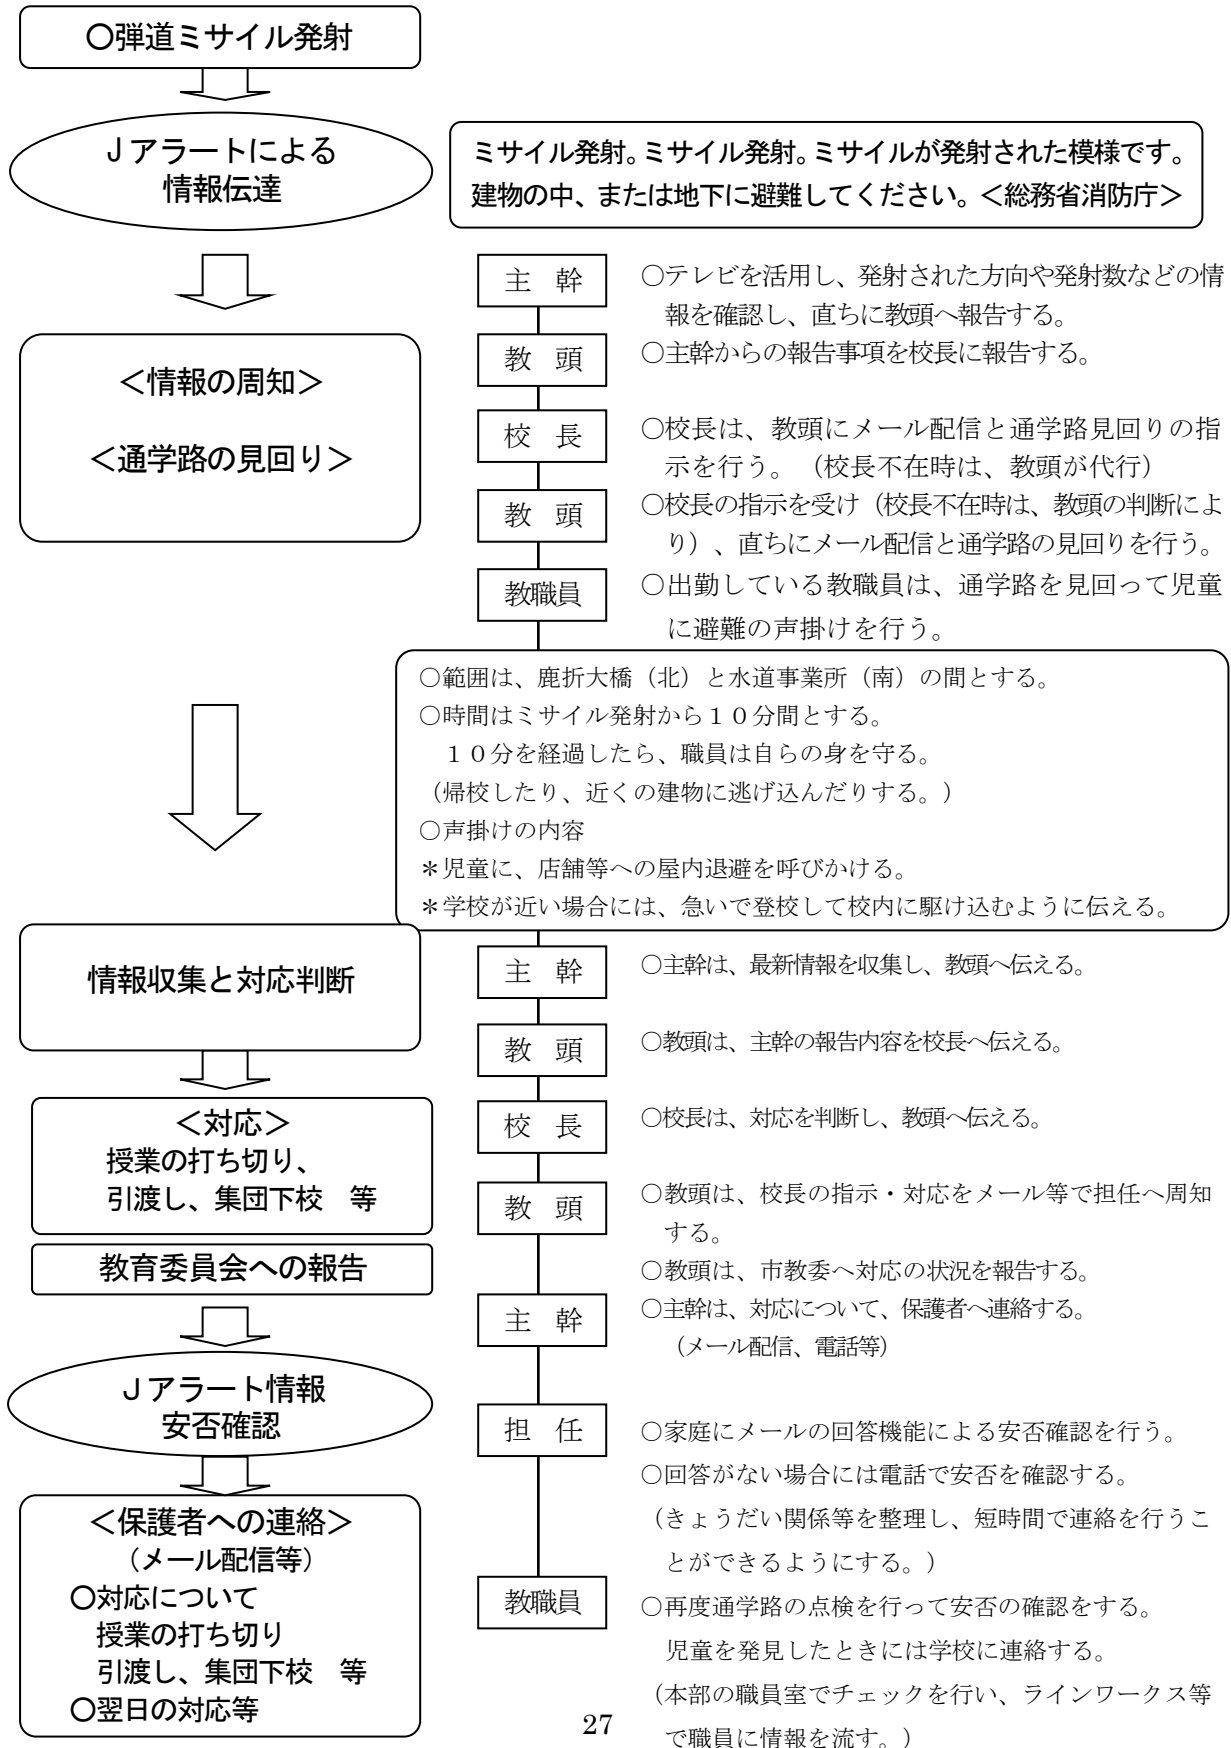 〇弾道ミサイル発射
Ｊアラートによる
情報伝達
ミサイル発射。ミサイル発射。ミサイルが発射された模様です。
建物の中、または地下に避難してください。＜総務省消防庁＞
＜情報の周知＞
＜通学路の見回り＞
主　幹
〇テレビを活用し、発射された方向や発射数などの情
報を確認し、直ちに教頭へ報告する。
教　頭
〇主幹からの報告事項を校長に報告する。
校　長
〇校長は、教頭にメール配信と通学路見回りの指
示を行う。（校長不在時は、教頭が代行）
教　頭
〇校長の指示を受け（校長不在時は、教頭の判断によ
り）、直ちにメール配信と通学路の見回りを行う。
教職員
〇出勤している教職員は、通学路を見回って児童
に避難の声掛けを行う。
〇範囲は、鹿折大橋（北）と水道事業所（南）の間とする。
〇時間はミサイル発射から１０分間とする。
１０分を経過したら、職員は自らの身を守る。
（帰校したり、近くの建物に逃げ込んだりする。）
〇声掛けの内容
＊児童に、店舗等への屋内退避を呼びかける。
＊学校が近い場合には、急いで登校して校内に駆け込むように伝える。
情報収集と対応判断
主　幹
〇主幹は、最新情報を収集し、教頭へ伝える。
教　頭
〇教頭は、主幹の報告内容を校長へ伝える。
＜対応＞
授業の打ち切り、
引渡し、集団下校　等
校　長
〇校長は、対応を判断し、教頭へ伝える。
教　頭
〇教頭は、校長の指示・対応をメール等で担任へ周知
する。
〇教頭は、市教委へ対応の状況を報告する。
教育委員会への報告
主　幹
〇主幹は、対応について、保護者へ連絡する。
（メール配信、電話等）
Ｊアラート情報
安否確認
担　任
〇家庭にメールの回答機能による安否確認を行う。
〇回答がない場合には電話で安否を確認する。
（きょうだい関係等を整理し、短時間で連絡を行うこ
とができるようにする。）
＜保護者への連絡＞
（メール配信等）
〇対応について
授業の打ち切り
引渡し、集団下校　等
〇翌日の対応等
教職員
〇再度通学路の点検を行って安否の確認をする。
児童を発見したときには学校に連絡する。
（本部の職員室でチェックを行い、ラインワークス等
で職員に情報を流す。）
27